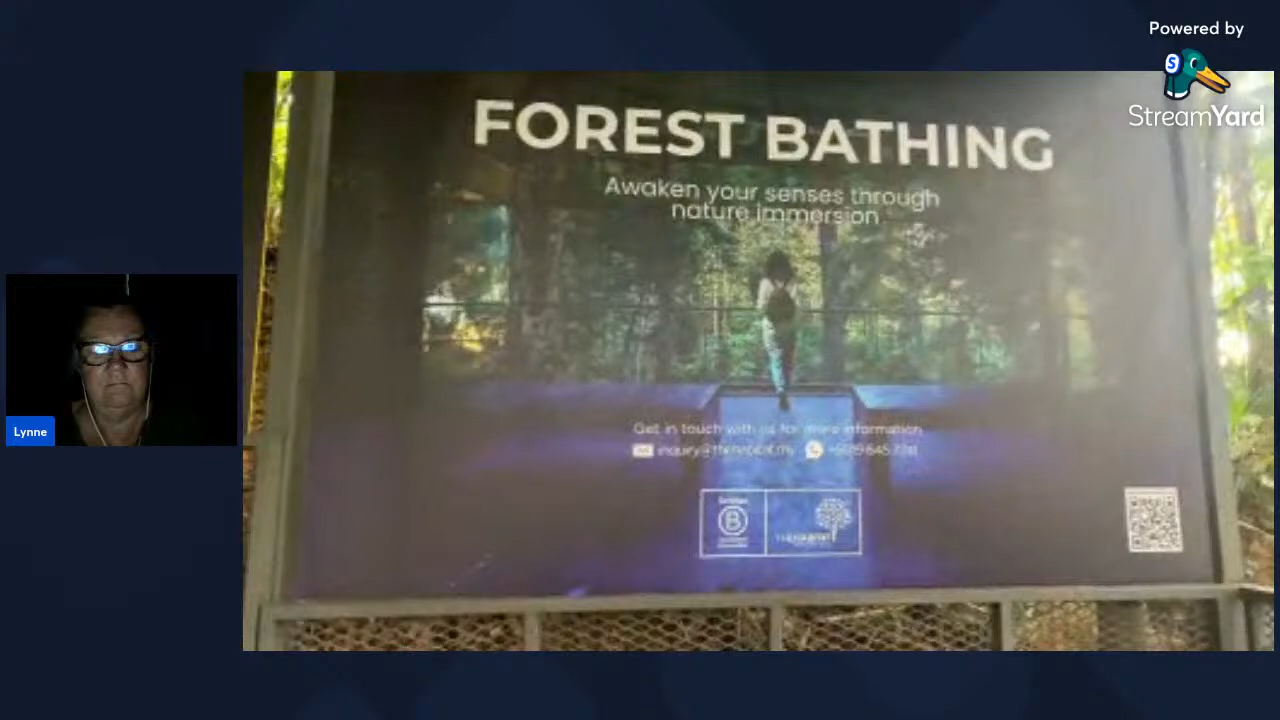 Powered by
S
StreamYard
FOREST BATHING
Awaken your senses through
nature immersion
Lynne
Get in touch with us for more information
B